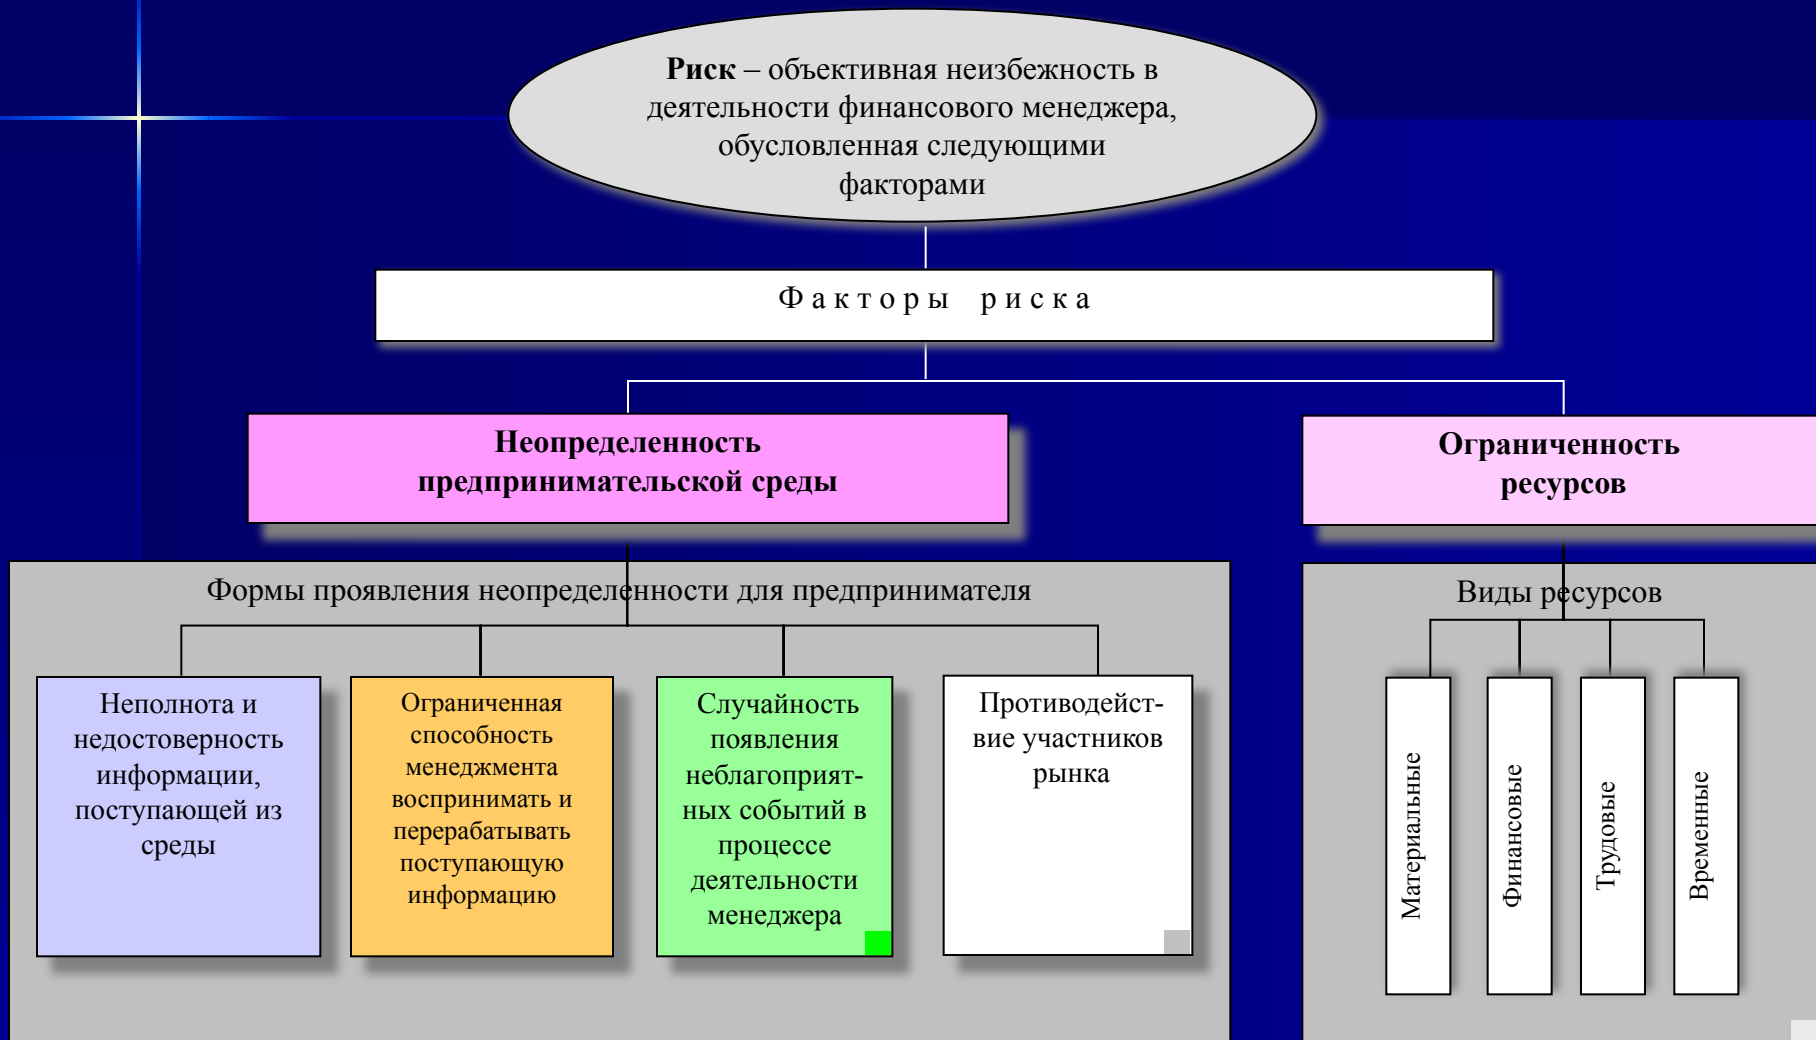 Риск – объективная неизбежность в
деятельности финансового менеджера,
обусловленная следующими
факторами
Ф а к т о р ы р и с к а
Неопределенность
предпринимательской среды
Ограниченность
ресурсов
Формы проявления неопределенности для предпринимателя
Неполнота и
недостоверность
информации,
поступающей из
среды
Ограниченная
способность
менеджмента
воспринимать и
перерабатывать
поступающую
информацию
Случайность
появления
неблагоприят-
ных событий в
процессе
деятельности
менеджера
Противодейст-
вие участников
рынка
Виды ресурсов
Материальные
Финансовые
Трудовые
Временные